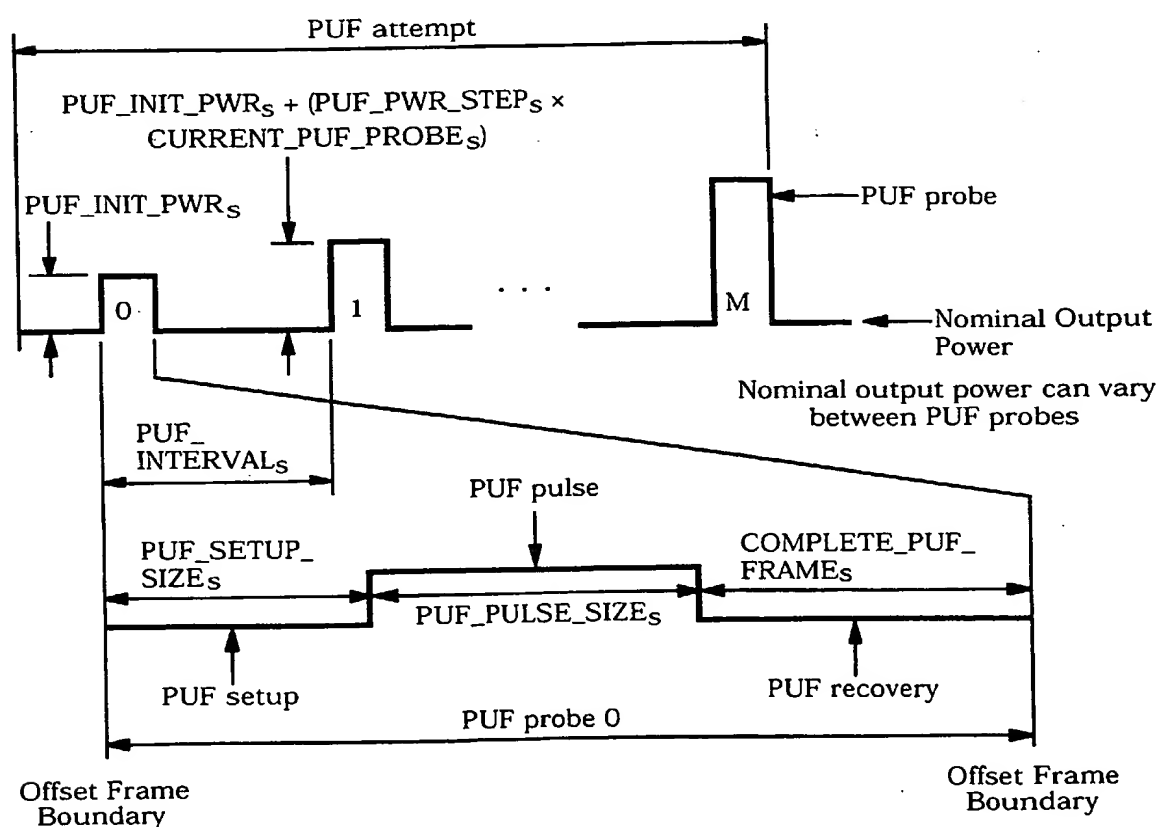 PUF attempt
PUF_INIT_PWRs + (PUF_PWR_STEPs ×
CURRENT_PUF_PROBEs)
PUF_INIT_PWRs
PUF probe
0
1
. . .
M
Nominal Output
Power
Nominal output power can vary
between PUF probes
PUF_
INTERVALs
PUF pulse
PUF_SETUP_
SIZEs
COMPLETE_PUF_
FRAMEs
PUF_PULSE_SIZEs
PUF setup
PUF recovery
PUF probe 0
Offset Frame
Boundary
Offset Frame
Boundary